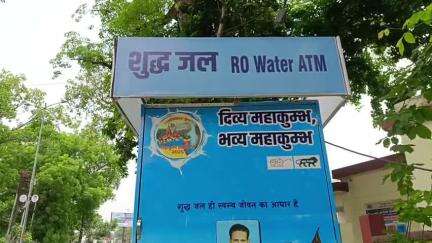 शुद्ध जल RO Water ATM
दिव्य महाकुम्भ,
भव्य महाकुम्भ
शुद्ध जल ही स्वस्थ जीवन का आधार है